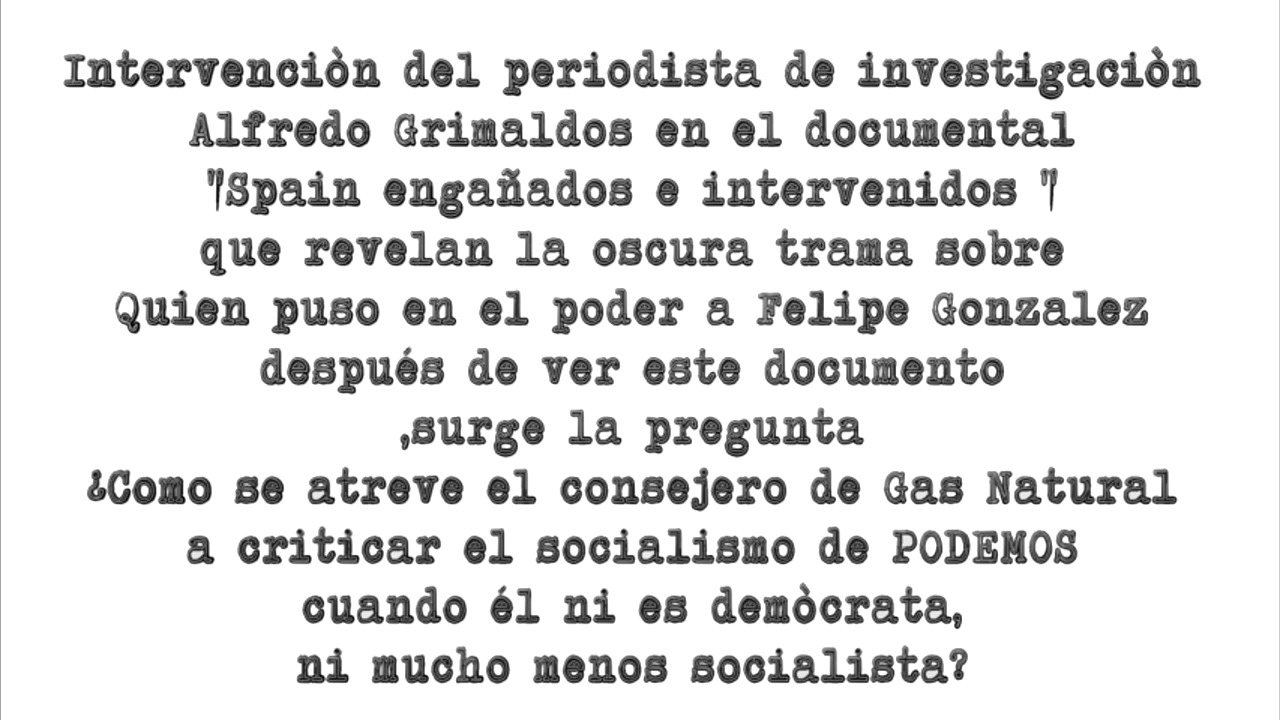 Intervenciòn del periodista de investigaciòn
Alfredo Grimaldos en el documental
"Spain engañados e intervenidos "
que revelan la oscura trama sobre
Quien puso en el poder a Felipe Gonzalez
después de ver este documento
,surge la pregunta
¿Como se atreve el consejero de Gas Natural
a criticar el socialismo de PODEMOS
cuando él ni es demòcrata,
ni mucho menos socialista?